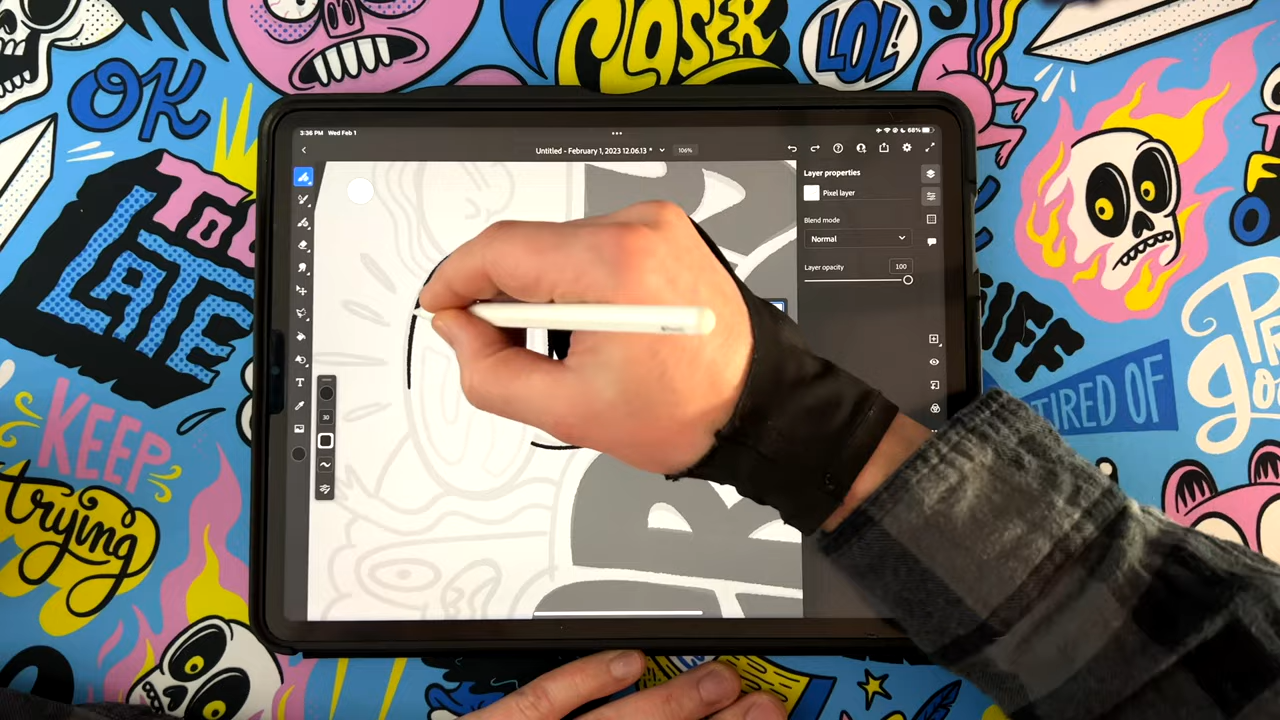 CLOSER
LOL!
OK
TOO
LATE
KEEP
trying
TIRED OF
3:36 PM Wed Feb 1
68%
Untitled - February 1, 2023 12.06.13 *
106%
Layer properties
Pixel layer
Blend mode
Normal
Layer opacity
100
30
T